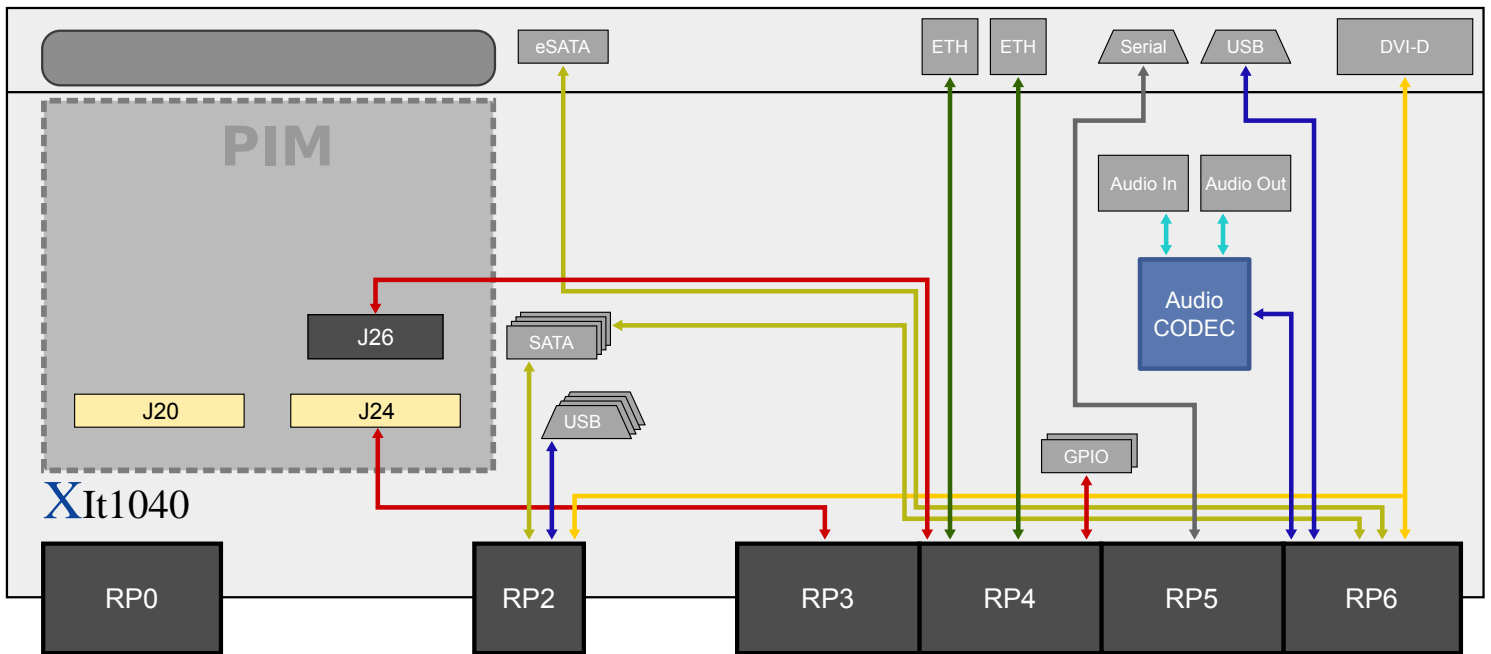 eSATA
ETH
ETH
Serial
USB
DVI-D
PIM
Audio In
Audio Out
Audio
CODEC
J26
SATA
J20
J24
USB
GPIO
XIt1040
RP0
RP2
RP3
RP4
RP5
RP6